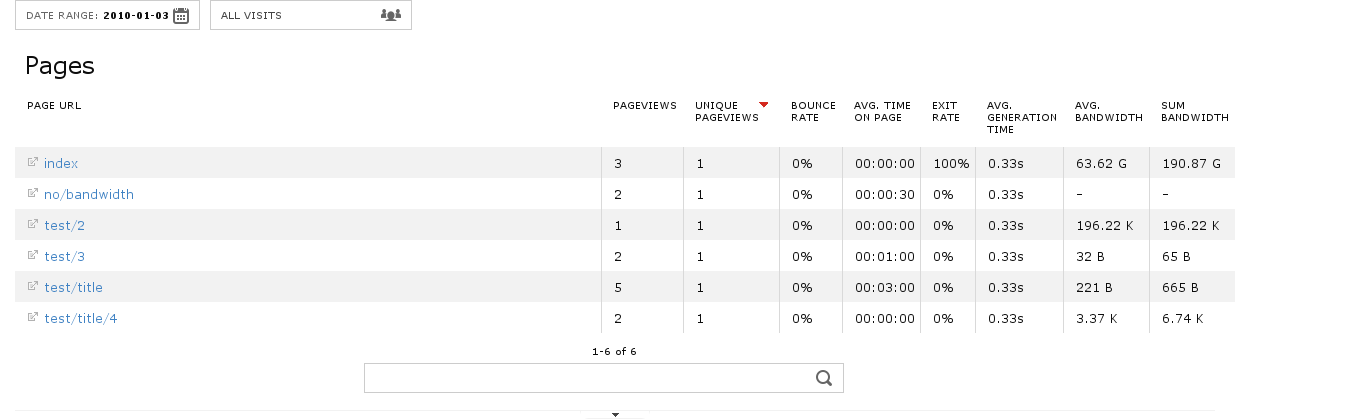 DATE RANGE: 2010-01-03 ALL VISITS
Pages
PAGE URL PAGEVIEWS UNIQUE PAGEVIEWS BOUNCE RATE AVG. TIME ON PAGE EXIT RATE AVG. GENERATION TIME AVG. BANDWIDTH SUM BANDWIDTH
index 3 1 0% 00:00:00 100% 0.33s 63.62 G 190.87 G
no/bandwidth 2 1 0% 00:00:30 0% 0.33s - -
test/2 1 1 0% 00:00:00 0% 0.33s 196.22 K 196.22 K
test/3 2 1 0% 00:01:00 0% 0.33s 32 B 65 B
test/title 5 1 0% 00:03:00 0% 0.33s 221 B 665 B
test/title/4 2 1 0% 00:00:00 0% 0.33s 3.37 K 6.74 K
1-6 of 6